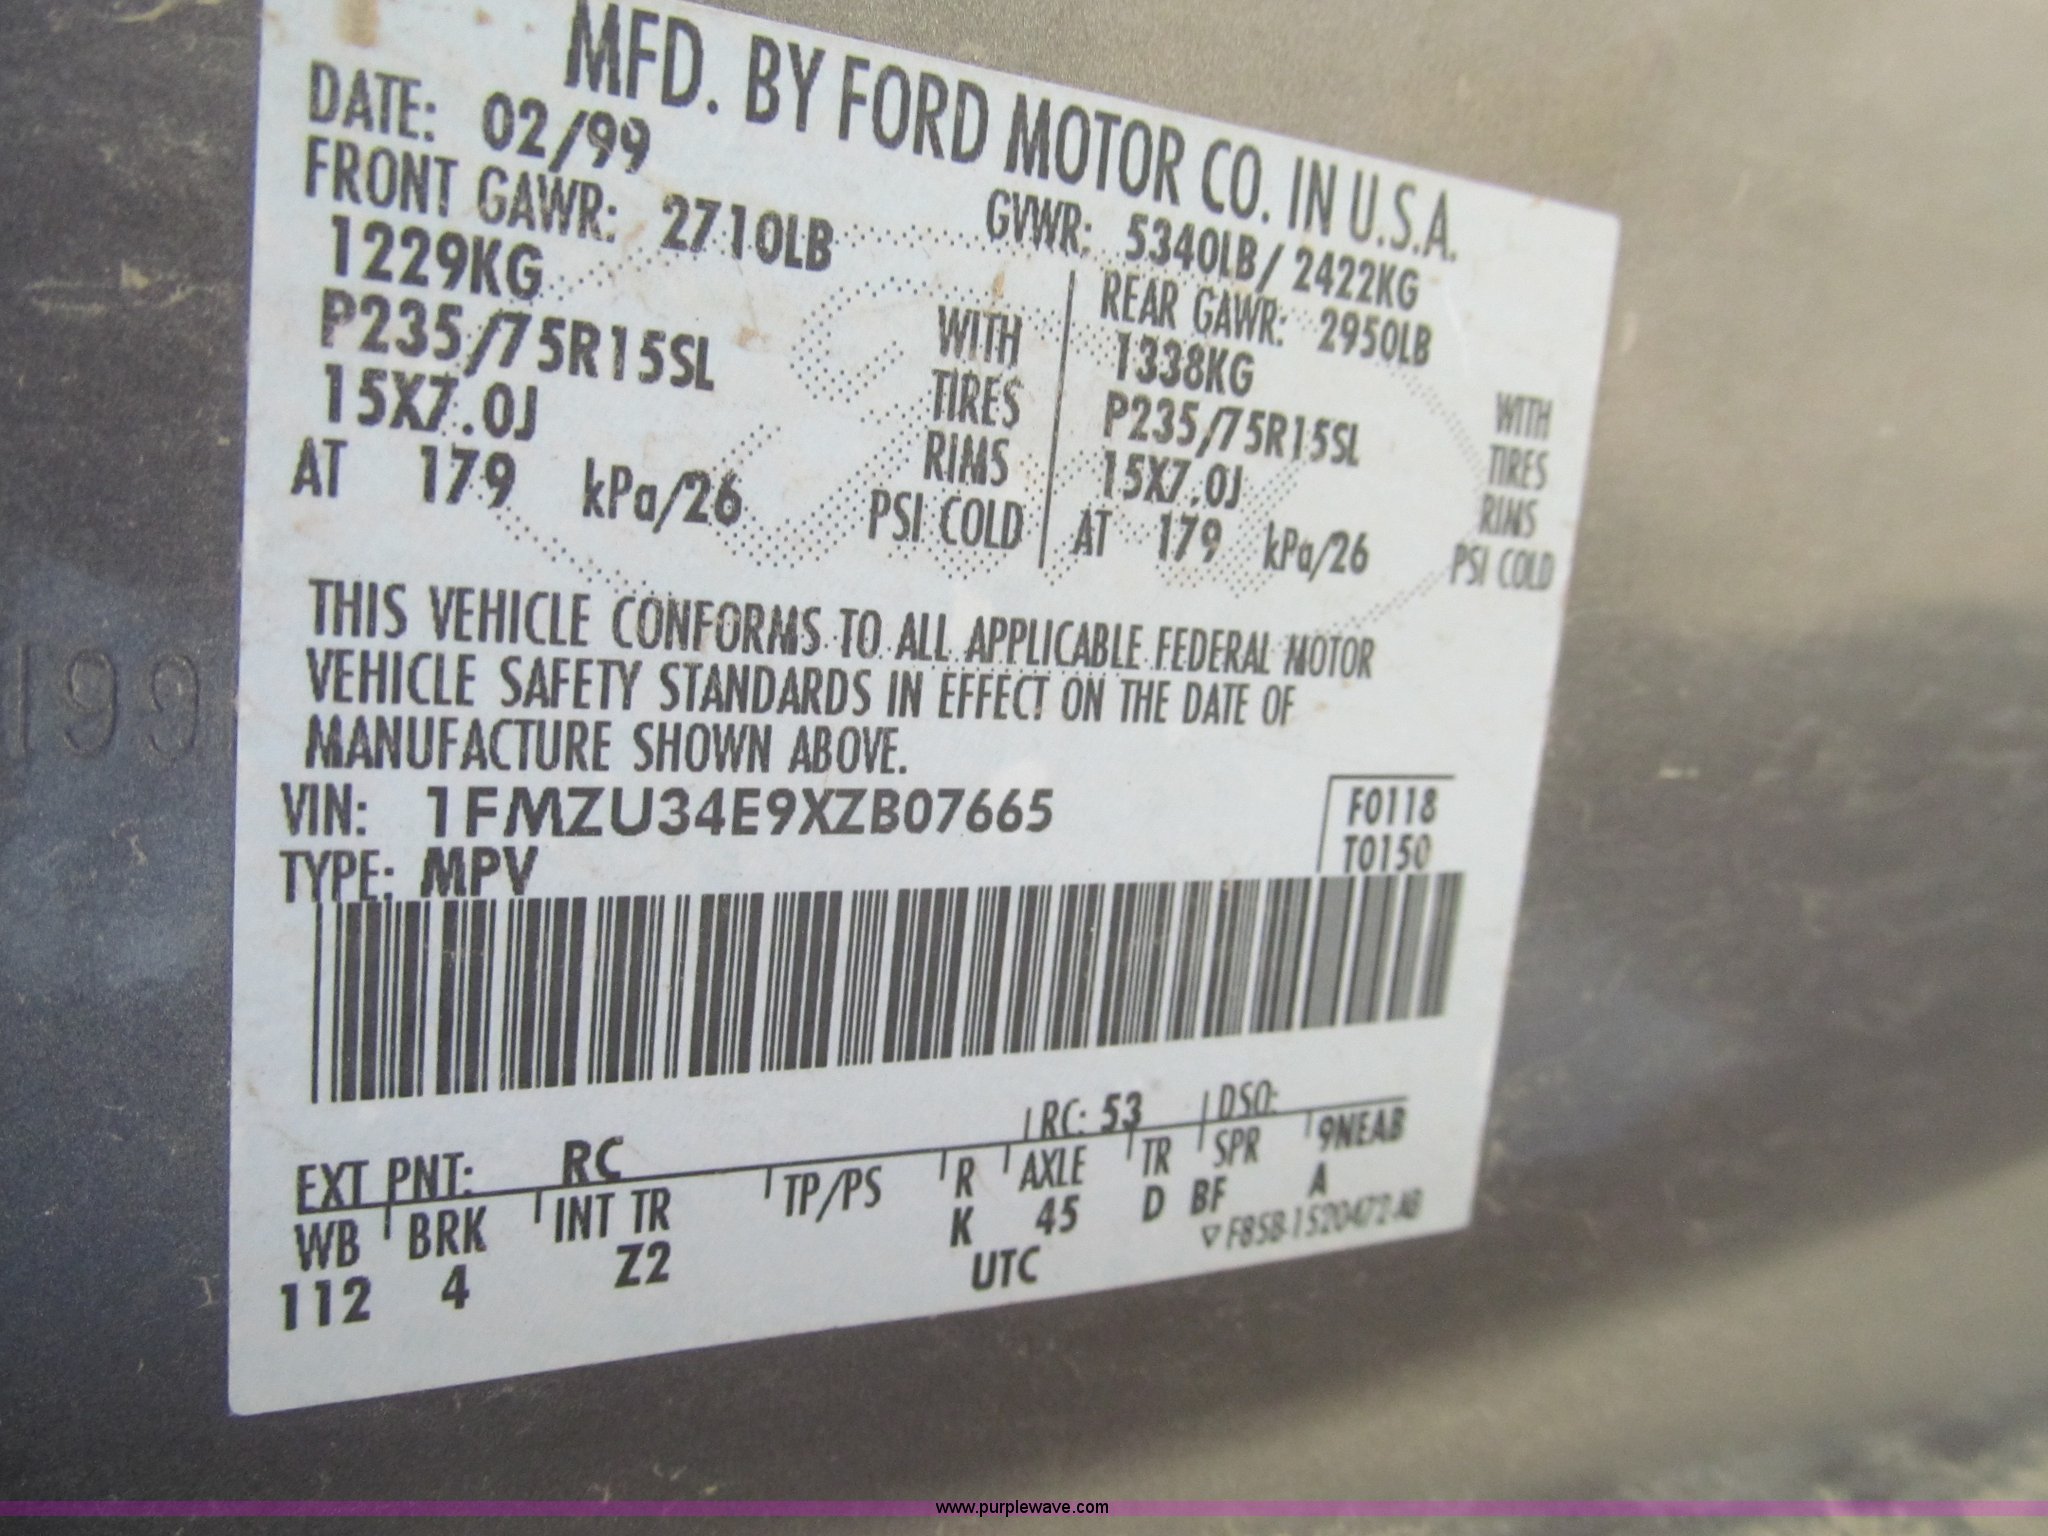 MFD. BY FORD MOTOR CO. IN U.S.A.
DATE: 02/99
GVWR: 5340LB/ 2422KG
FRONT GAWR: 2710LB
1229KG
P235/75R15SL
15X7.0J
AT 179 kPa/26
WITH
TIRES
RIMS
PSI COLD
REAR GAWR: 2950LB
1338KG
P235/75R15SL
15X7.0J
AT 179 kPa/26
WITH
TIRES
RIMS
PSI COLD
THIS VEHICLE CONFORMS TO ALL APPLICABLE FEDERAL MOTOR
VEHICLE SAFETY STANDARDS IN EFFECT ON THE DATE OF
MANUFACTURE SHOWN ABOVE.
VIN: 1FMZU34E9XZB07665
TYPE: MPV
F0118
T0150
EXT PNT: RC
RC: 53 DSO:
WB BRK INT TR TP/PS R AXLE TR SPR 9NEAB
112 4 Z2 K 45 D BF A
UTC
F85B-1520472-AB
199
www.purplewave.com